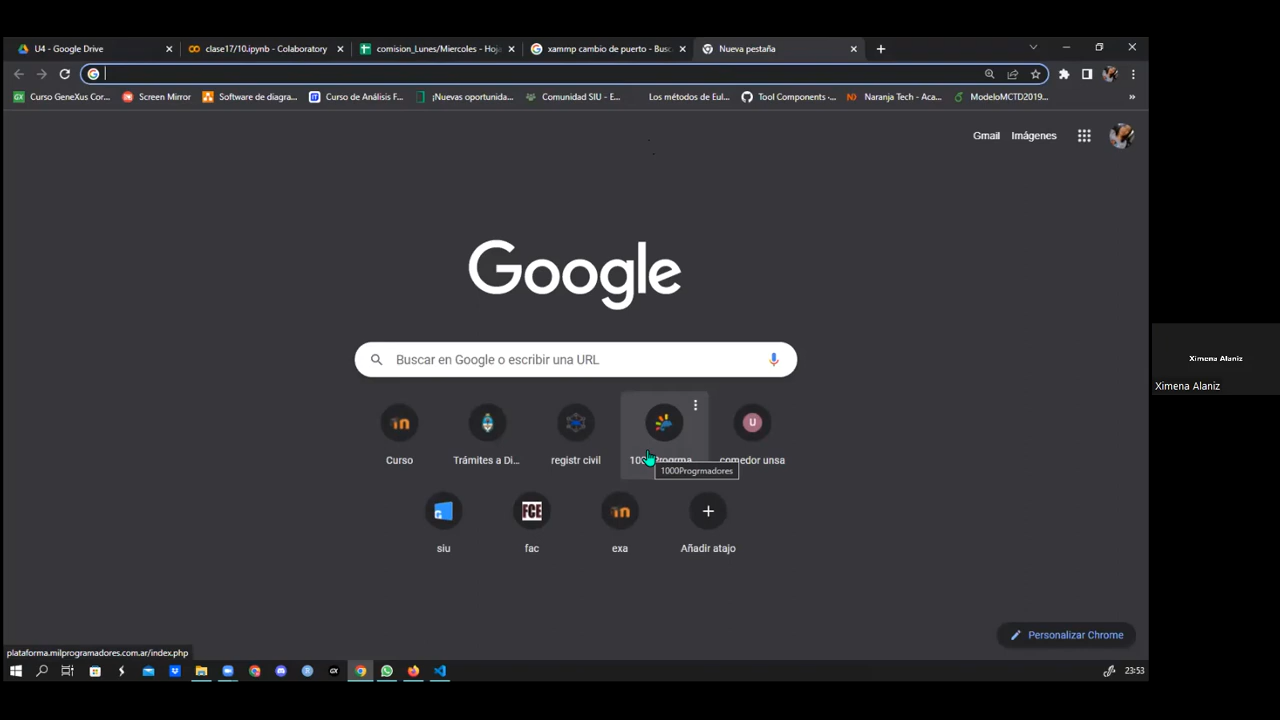 U4 - Google Drive
clase17/10.ipynb - Colaboratory
comision_Lunes/Miercoles - Hoja
xammp cambio de puerto - Busc
Nueva pestaña
Curso GeneXus Cor...
Screen Mirror
Software de diagra...
Curso de Análisis F...
¡Nuevas oportunida...
Comunidad SIU - E...
Los métodos de Eul...
Tool Components -...
Naranja Tech - Aca...
ModeloMCTD2019...
»
Gmail
Imágenes
Google
Buscar en Google o escribir una URL
Curso
Trámites a Di...
registr civil
comedor unsa
1000Progrmadores
FCE
siu
fac
exa
Añadir atajo
Personalizar Chrome
plataforma.milprogramadores.com.ar/index.php
23:53
Ximena Alaniz
Ximena Alaniz